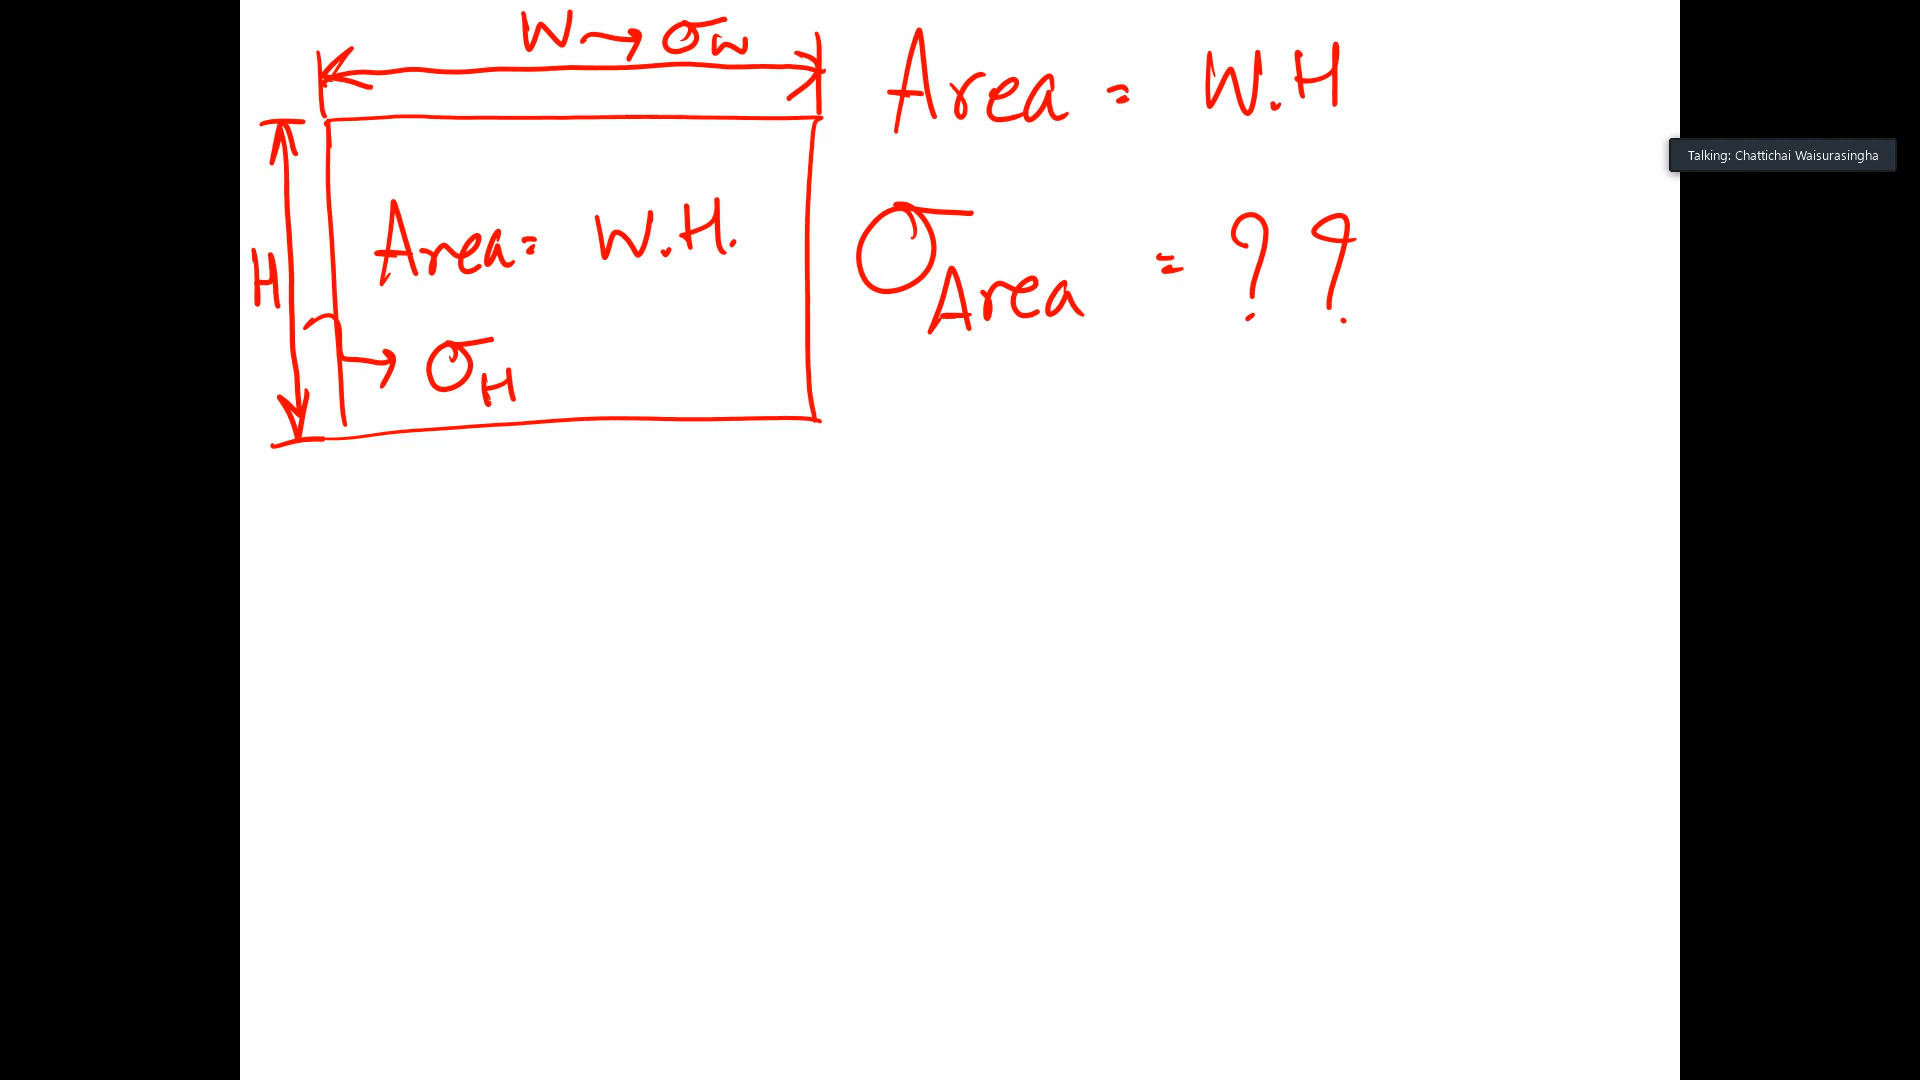 W → σw
Area = W.H
Talking: Chattichai Waisurasingha
H
Area = W.H.
σArea = ? ?
→ σH